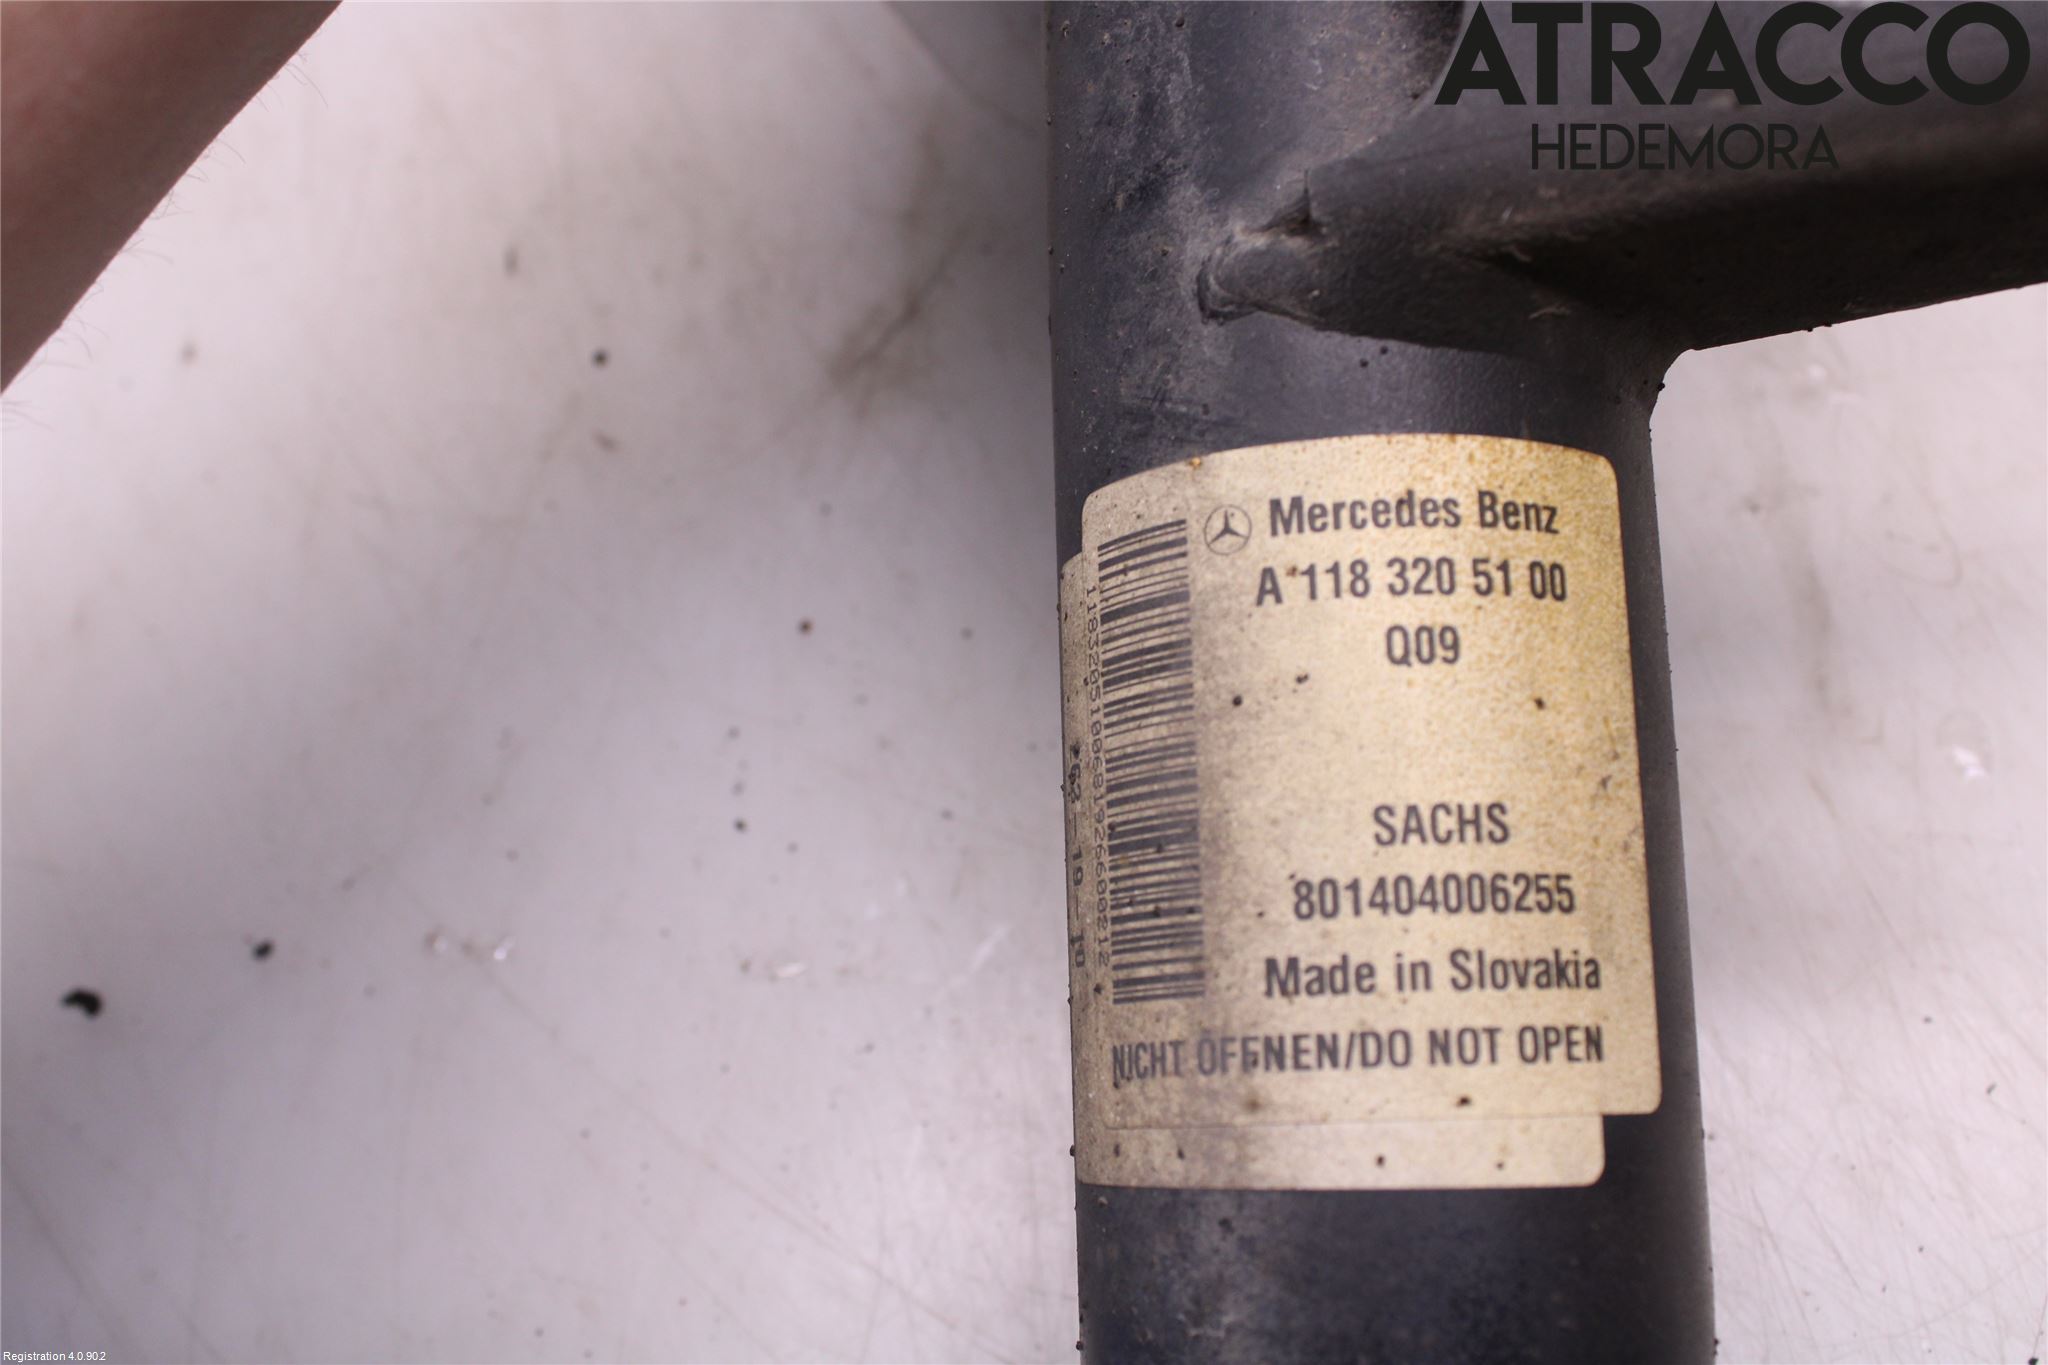 ATRACCO
HEDEMORA
Mercedes Benz
A 118 320 51 00
Q09
SACHS
801404006255
Made in Slovakia
NICHT ÖFFNEN/DO NOT OPEN
Registration 4.0.902